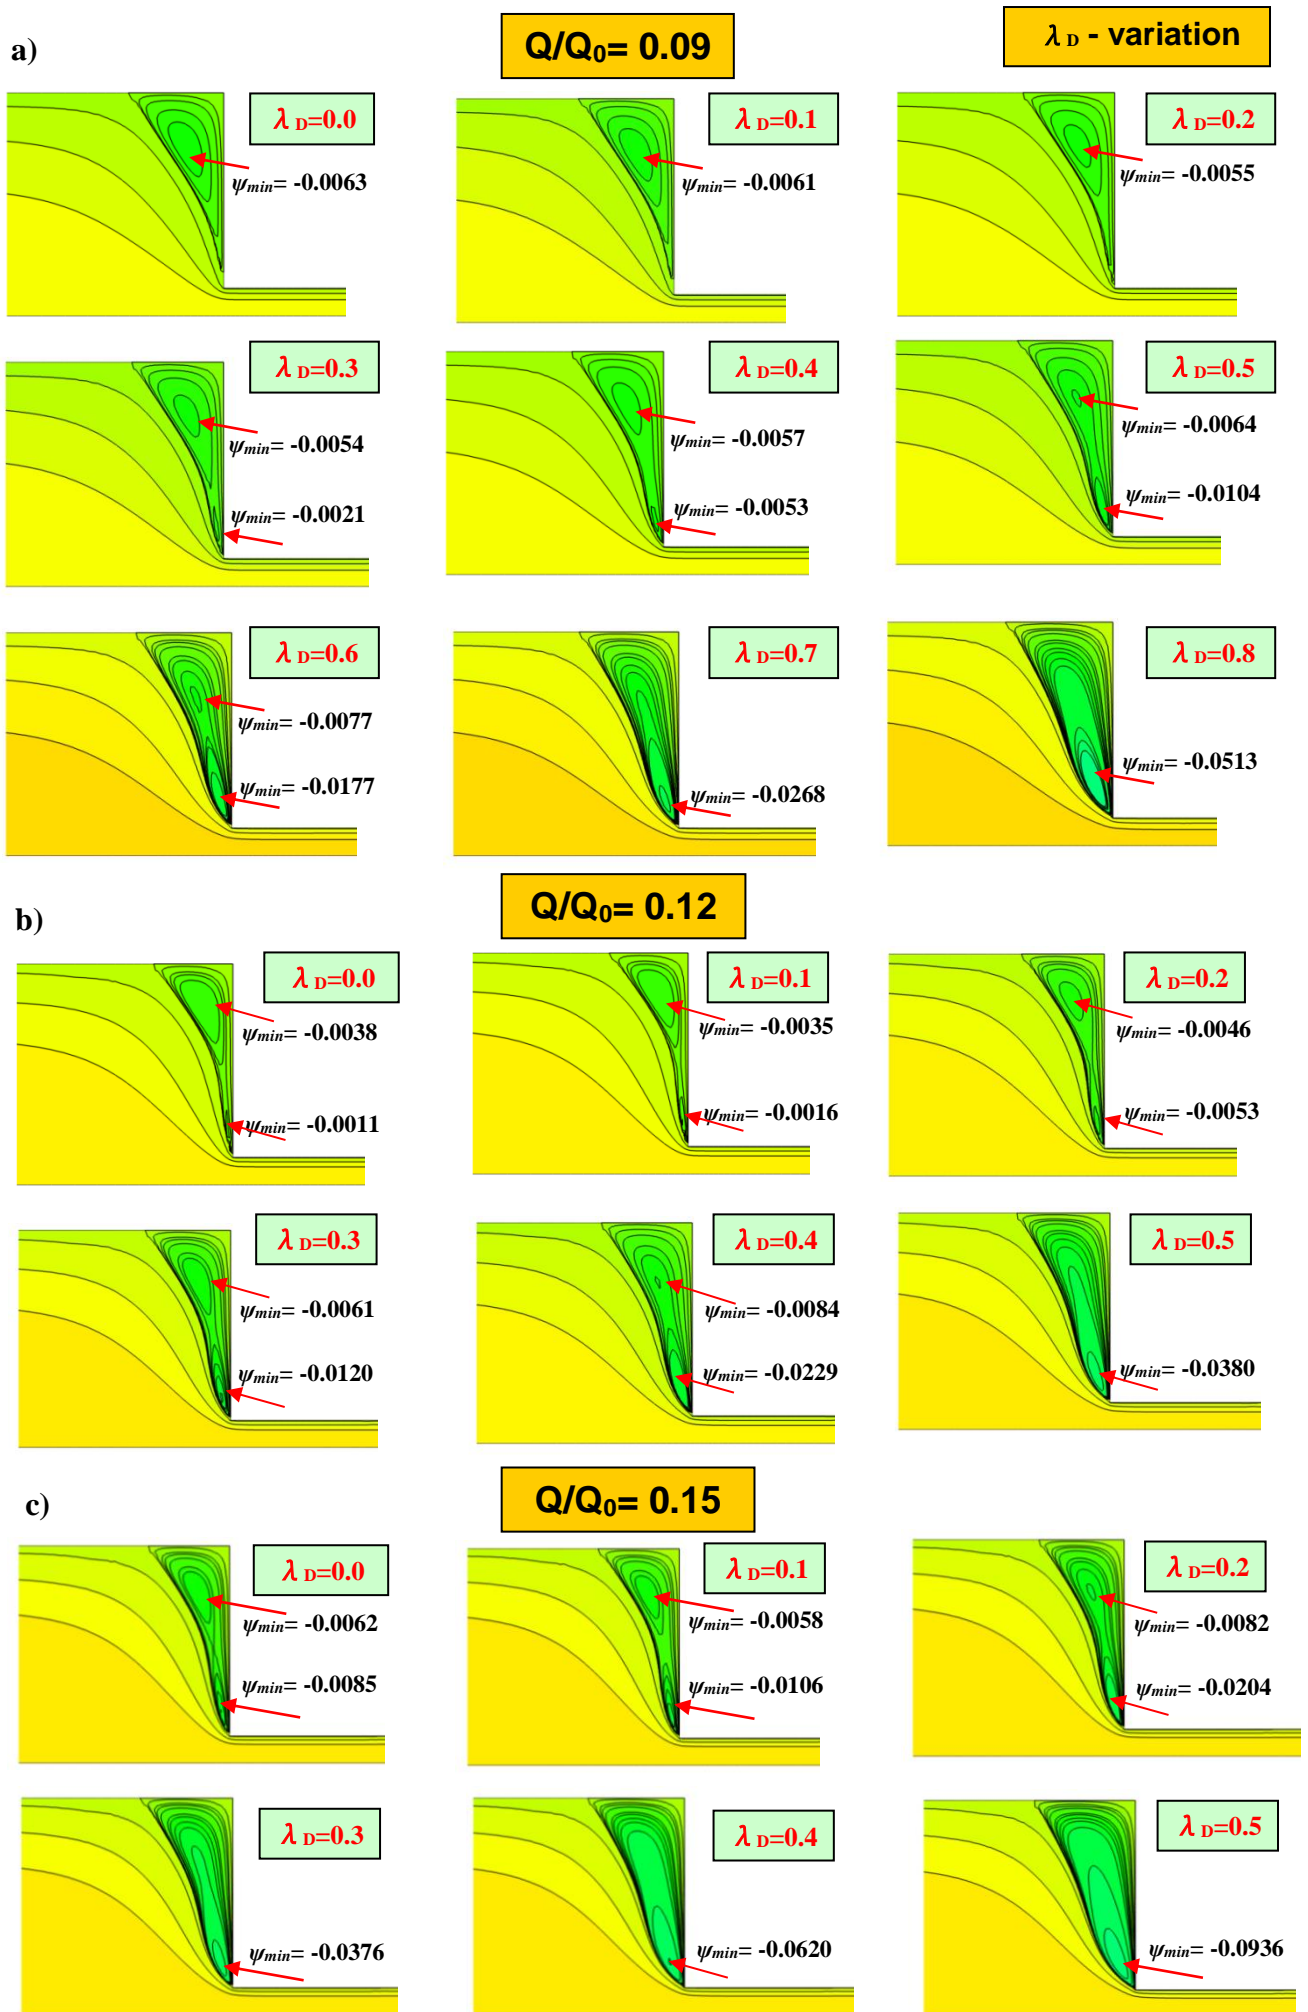 a)
Q/Q0= 0.09
λ D - variation
λ D=0.0
ψmin= -0.0063
λ D=0.1
ψmin= -0.0061
λ D=0.2
ψmin= -0.0055
λ D=0.3
ψmin= -0.0054
ψmin= -0.0021
λ D=0.4
ψmin= -0.0057
ψmin= -0.0053
λ D=0.5
ψmin= -0.0064
ψmin= -0.0104
λ D=0.6
ψmin= -0.0077
ψmin= -0.0177
λ D=0.7
ψmin= -0.0268
λ D=0.8
ψmin= -0.0513
b)
Q/Q0= 0.12
λ D=0.0
ψmin= -0.0038
ψmin= -0.0011
λ D=0.1
ψmin= -0.0035
ψmin= -0.0016
λ D=0.2
ψmin= -0.0046
ψmin= -0.0053
λ D=0.3
ψmin= -0.0061
ψmin= -0.0120
λ D=0.4
ψmin= -0.0084
ψmin= -0.0229
λ D=0.5
ψmin= -0.0380
c)
Q/Q0= 0.15
λ D=0.0
ψmin= -0.0062
ψmin= -0.0085
λ D=0.1
ψmin= -0.0058
ψmin= -0.0106
λ D=0.2
ψmin= -0.0082
ψmin= -0.0204
λ D=0.3
ψmin= -0.0376
λ D=0.4
ψmin= -0.0620
λ D=0.5
ψmin= -0.0936